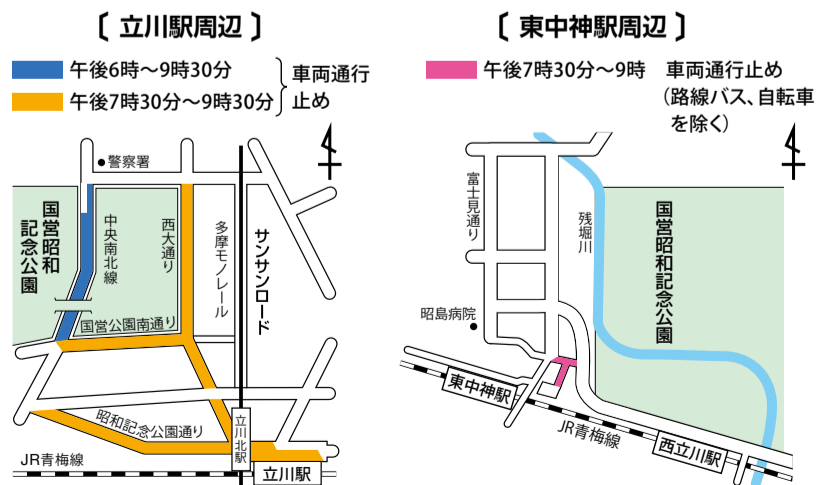 〔 立川駅周辺 〕
午後6時～9時30分
午後7時30分～9時30分
車両通行
止め
警察署
国営昭和
記念公園
中央南北線
西大通り
多摩モノレール
サンサンロード
国営公園南通り
昭和記念公園通り
立川北駅
JR青梅線
立川駅
〔 東中神駅周辺 〕
午後7時30分～9時 車両通行止め
（路線バス、自転車
を除く）
富士見通り
残堀川
国営昭和記念公園
昭島病院
東中神駅
JR青梅線
西立川駅